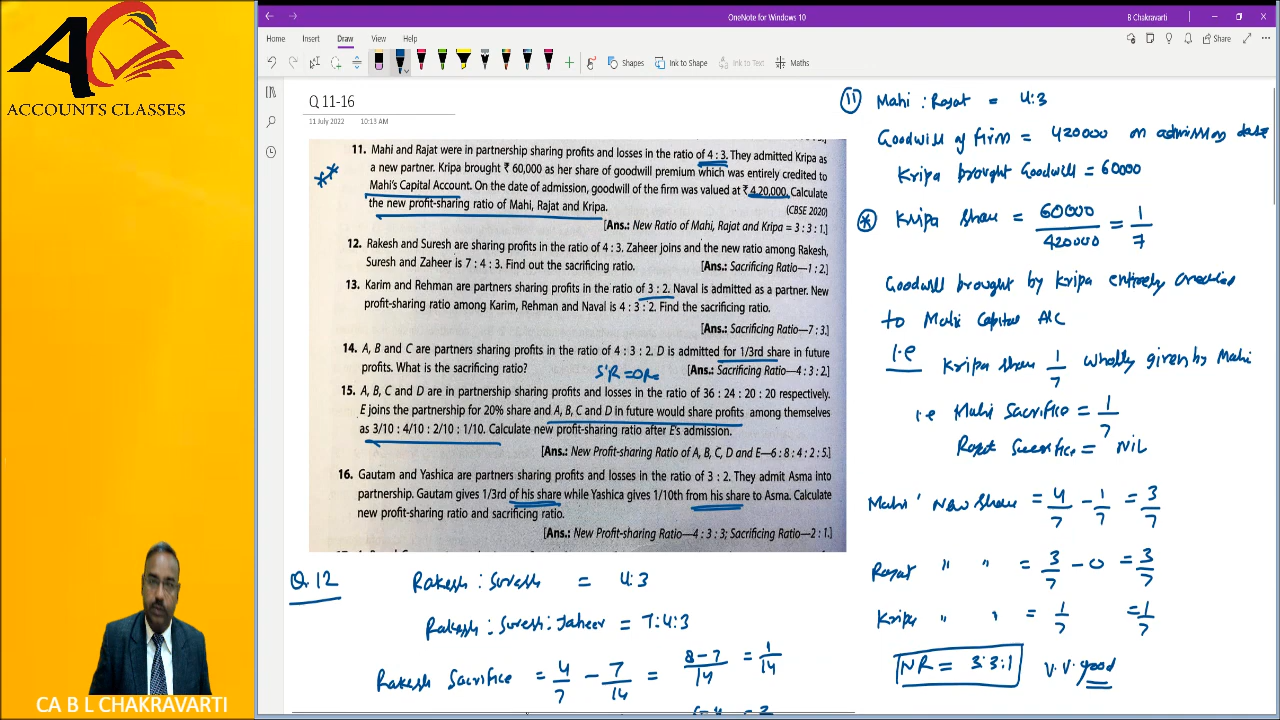 AC
ACCOUNTS CLASSES
OneNote for Windows 10
B Chakravarti
Home Insert Draw View Help
Share
Shapes Ink to Shape Ink to Text Maths
Q 11-16
11 July 2022 10:13 AM
11. Mahi and Rajat were in partnership sharing profits and losses in the ratio of 4 : 3. They admitted Kripa as
a new partner. Kripa brought ₹ 60,000 as her share of goodwill premium which was entirely credited to
Mahi's Capital Account. On the date of admission, goodwill of the firm was valued at ₹ 4,20,000. Calculate
the new profit-sharing ratio of Mahi, Rajat and Kripa. (CBSE 2020)
[Ans.: New Ratio of Mahi, Rajat and Kripa = 3 : 3 : 1.]
12. Rakesh and Suresh are sharing profits in the ratio of 4 : 3. Zaheer joins and the new ratio among Rakesh,
Suresh and Zaheer is 7 : 4 : 3. Find out the sacrificing ratio. [Ans.: Sacrificing Ratio—1 : 2.]
13. Karim and Rehman are partners sharing profits in the ratio of 3 : 2. Naval is admitted as a partner. New
profit-sharing ratio among Karim, Rehman and Naval is 4 : 3 : 2. Find the sacrificing ratio.
[Ans.: Sacrificing Ratio—7 : 3.]
14. A, B and C are partners sharing profits in the ratio of 4 : 3 : 2. D is admitted for 1/3rd share in future
profits. What is the sacrificing ratio? [Ans.: Sacrificing Ratio—4 : 3 : 2.]
15. A, B, C and D are in partnership sharing profits and losses in the ratio of 36 : 24 : 20 : 20 respectively.
E joins the partnership for 20% share and A, B, C and D in future would share profits among themselves
as 3/10 : 4/10 : 2/10 : 1/10. Calculate new profit-sharing ratio after E's admission.
[Ans.: New Profit-sharing Ratio of A, B, C, D and E—6 : 8 : 4 : 2 : 5.]
16. Gautam and Yashica are partners sharing profits and losses in the ratio of 3 : 2. They admit Asma into
partnership. Gautam gives 1/3rd of his share while Yashica gives 1/10th from his share to Asma. Calculate
new profit-sharing ratio and sacrificing ratio.
[Ans.: New Profit-sharing Ratio—4 : 3 : 3; Sacrificing Ratio—2 : 1.]
Q.12 Rakesh : Suresh = 4:3
Rakesh : Suresh : Zaheer = 7:4:3
Rakesh Sacrifice = 4/7 - 7/14 = 8-7/14 = 1/14
11 Mahi : Rajat = 4:3
Goodwill of firm = 420000 on admission date
Kripa brought Goodwill = 60000
Kripa share = 60000/420000 = 1/7
Goodwill brought by Kripa entirely credited
to Mahi Capital A/C
i.e Kripa share 1/7 wholly given by Mahi
i.e Mahi Sacrifice = 1/7
Rajat Sacrifice = NIL
Mahi' New Share = 4/7 - 1/7 = 3/7
Rajat " " = 3/7 - 0 = 3/7
Kripa " " = 1/7 = 1/7
NR = 3:3:1 V.V.good
CA B L CHAKRAVARTI